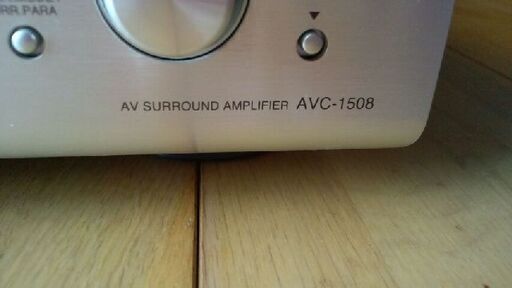 RR.PARA
▼
AV SURROUND AMPLIFIER AVC-1508